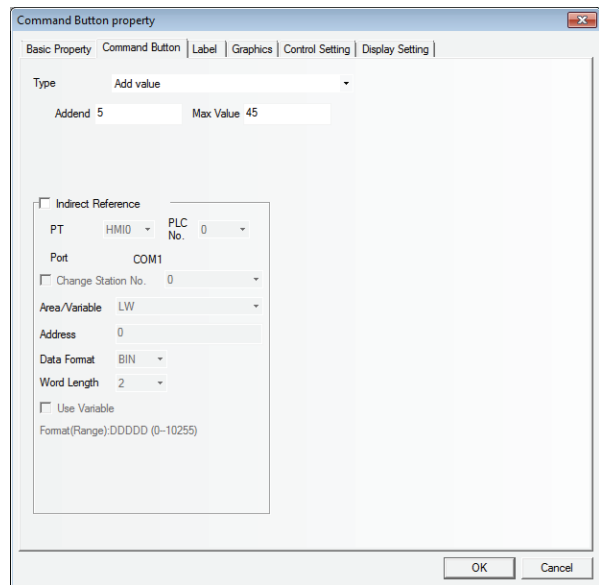 Command Button property
Basic Property Command Button Label Graphics Control Setting Display Setting
Type Add value
Addend 5 Max Value 45
Indirect Reference
PT HMI0 PLC No. 0
Port COM1
Change Station No. 0
Area/Variable LW
Address 0
Data Format BIN
Word Length 2
Use Variable
Format(Range):DDDDD (0--10255)
OK Cancel